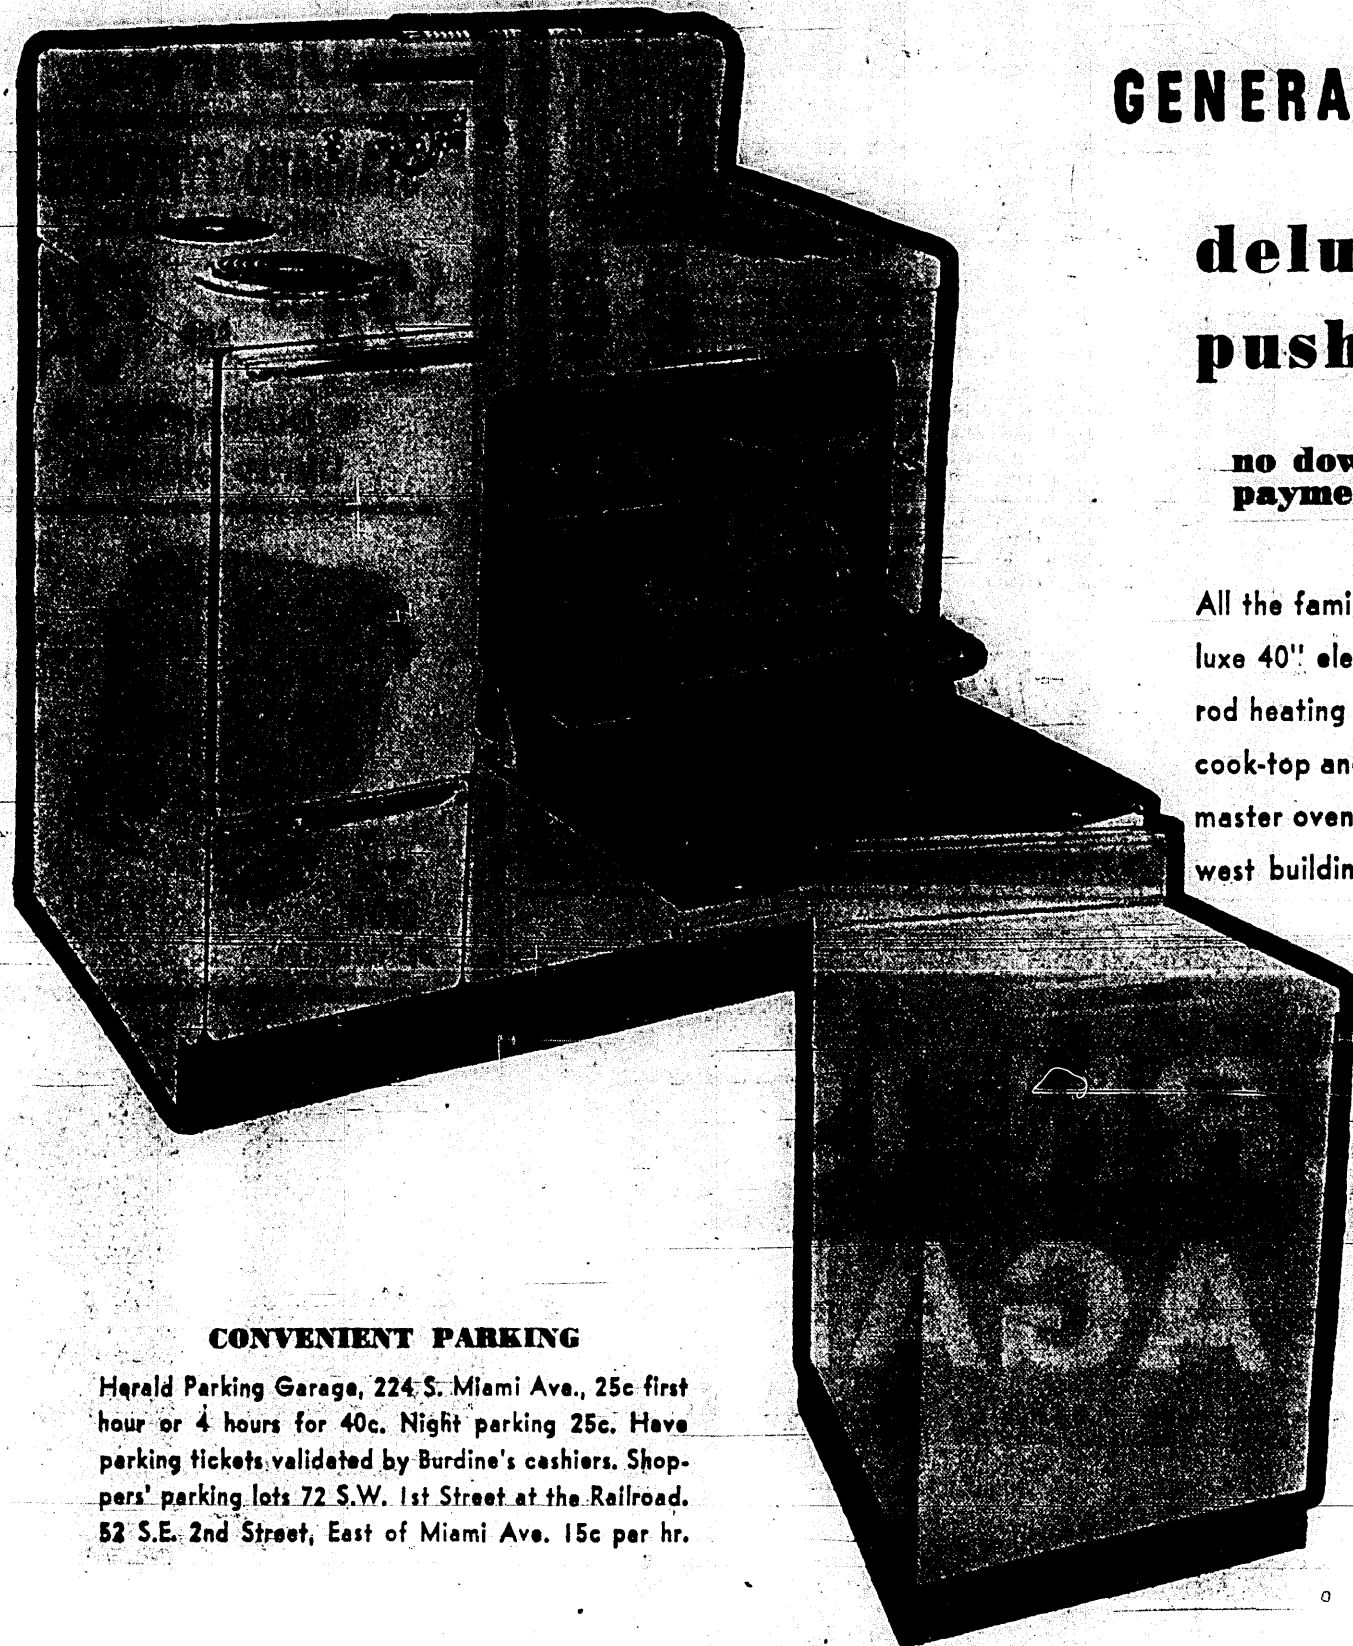 GENERA
delu
push
no dow
payme
All the fami
luxe 40" ele
rod heating
cook-top an
master oven
west buildin
CONVENIENT PARKING
Herald Parking Garage, 224 S. Miami Ave., 25c first
hour or 4 hours for 40c. Night parking 25c. Have
parking tickets validated by Burdine's cashiers. Shop-
pers' parking lots 72 S.W. 1st Street at the Railroad.
52 S.E. 2nd Street, East of Miami Ave. 15c per hr.